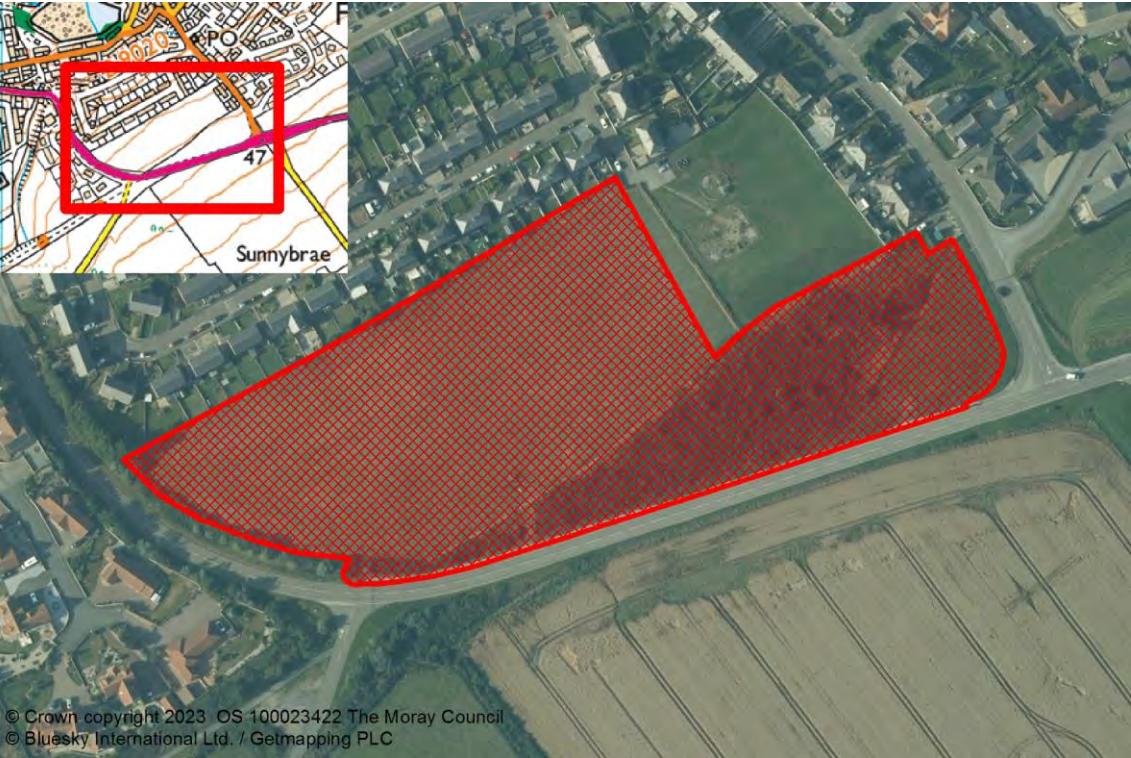 PO
47
Sunnybrae
© Crown copyright 2023 OS 100023422 The Moray Council
© Bluesky International Ltd. / Getmapping PLC